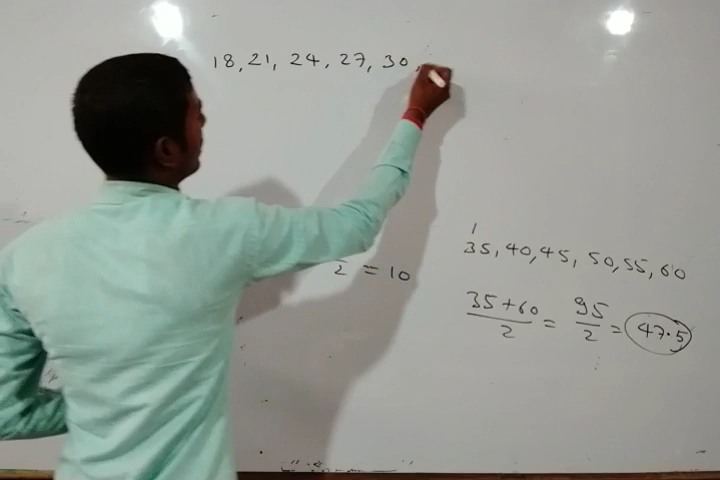 18, 21, 24, 27, 30,
2 = 10
1
35, 40, 45, 50, 55, 60
35 + 60 / 2 = 95 / 2 = 47.5